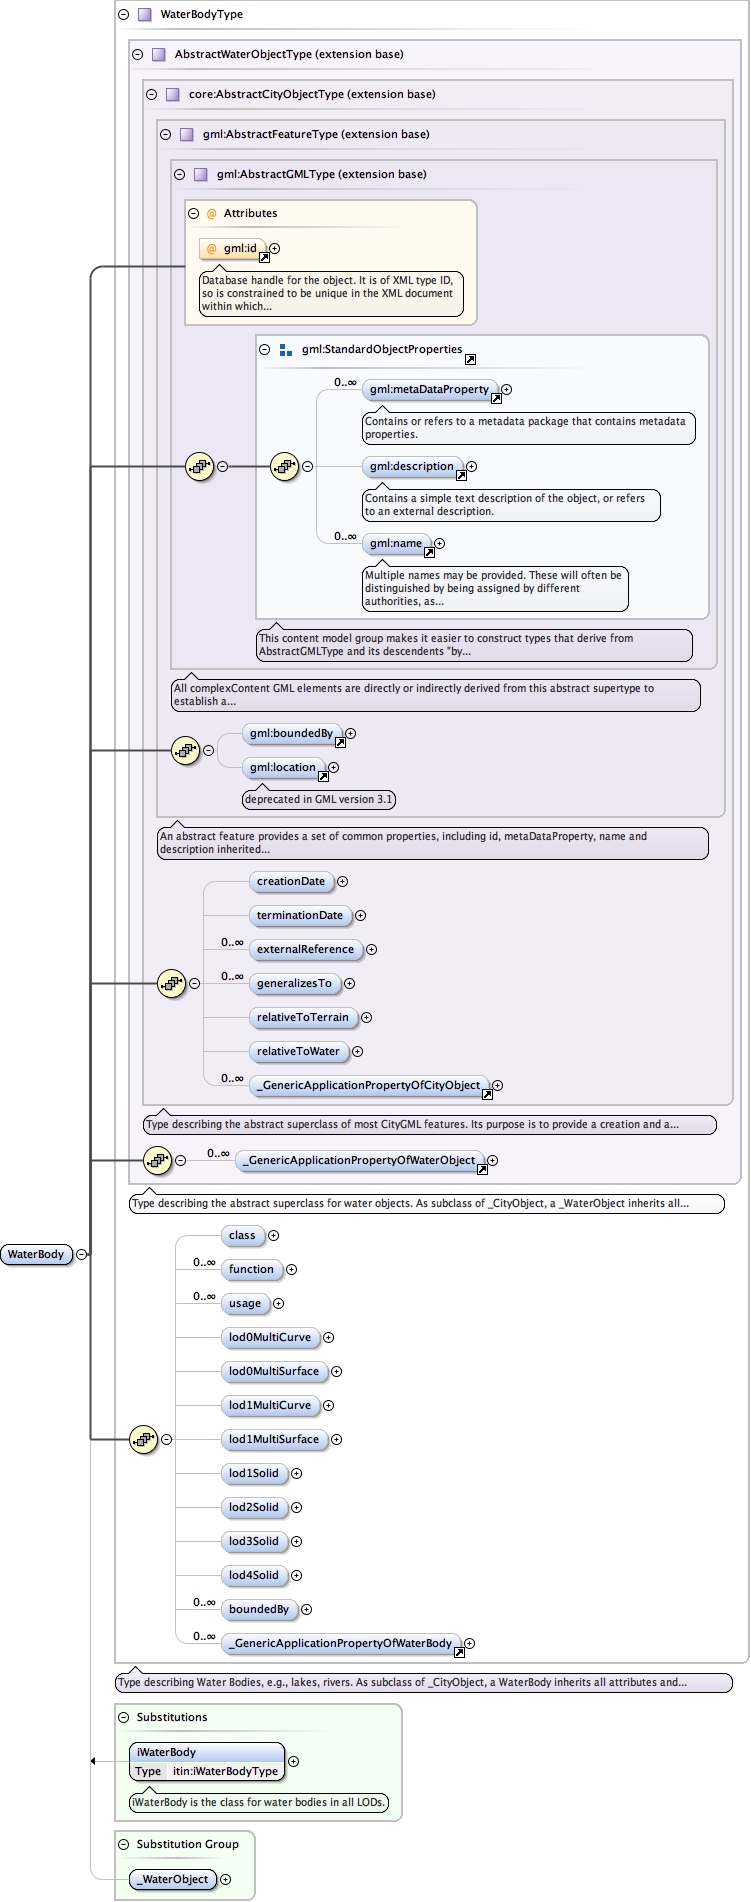 WaterBodyType
AbstractWaterObjectType (extension base)
core:AbstractCityObjectType (extension base)
gml:AbstractFeatureType (extension base)
gml:AbstractGMLType (extension base)
@ Attributes
@ gml:id
Database handle for the object. It is of XML type ID,
so is constrained to be unique in the XML document
within which...
gml:StandardObjectProperties
0..∞ gml:metaDataProperty
Contains or refers to a metadata package that contains metadata
properties.
gml:description
Contains a simple text description of the object, or refers
to an external description.
0..∞ gml:name
Multiple names may be provided. These will often be
distinguished by being assigned by different
authorities, as...
This content model group makes it easier to construct types that derive from
AbstractGMLType and its descendents "by...
All complexContent GML elements are directly or indirectly derived from this abstract supertype to
establish a...
gml:boundedBy
gml:location
deprecated in GML version 3.1
An abstract feature provides a set of common properties, including id, metaDataProperty, name and
description inherited...
creationDate
terminationDate
0..∞ externalReference
0..∞ generalizesTo
relativeToTerrain
relativeToWater
0..∞ _GenericApplicationPropertyOfCityObject
Type describing the abstract superclass of most CityGML features. Its purpose is to provide a creation and a...
0..∞ _GenericApplicationPropertyOfWaterObject
Type describing the abstract superclass for water objects. As subclass of _CityObject, a _WaterObject inherits all...
WaterBody
class
0..∞ function
0..∞ usage
lod0MultiCurve
lod0MultiSurface
lod1MultiCurve
lod1MultiSurface
lod1Solid
lod2Solid
lod3Solid
lod4Solid
0..∞ boundedBy
0..∞ _GenericApplicationPropertyOfWaterBody
Type describing Water Bodies, e.g., lakes, rivers. As subclass of _CityObject, a WaterBody inherits all attributes and...
Substitutions
iWaterBody
Type itin:iWaterBodyType
iWaterBody is the class for water bodies in all LODs.
Substitution Group
_WaterObject